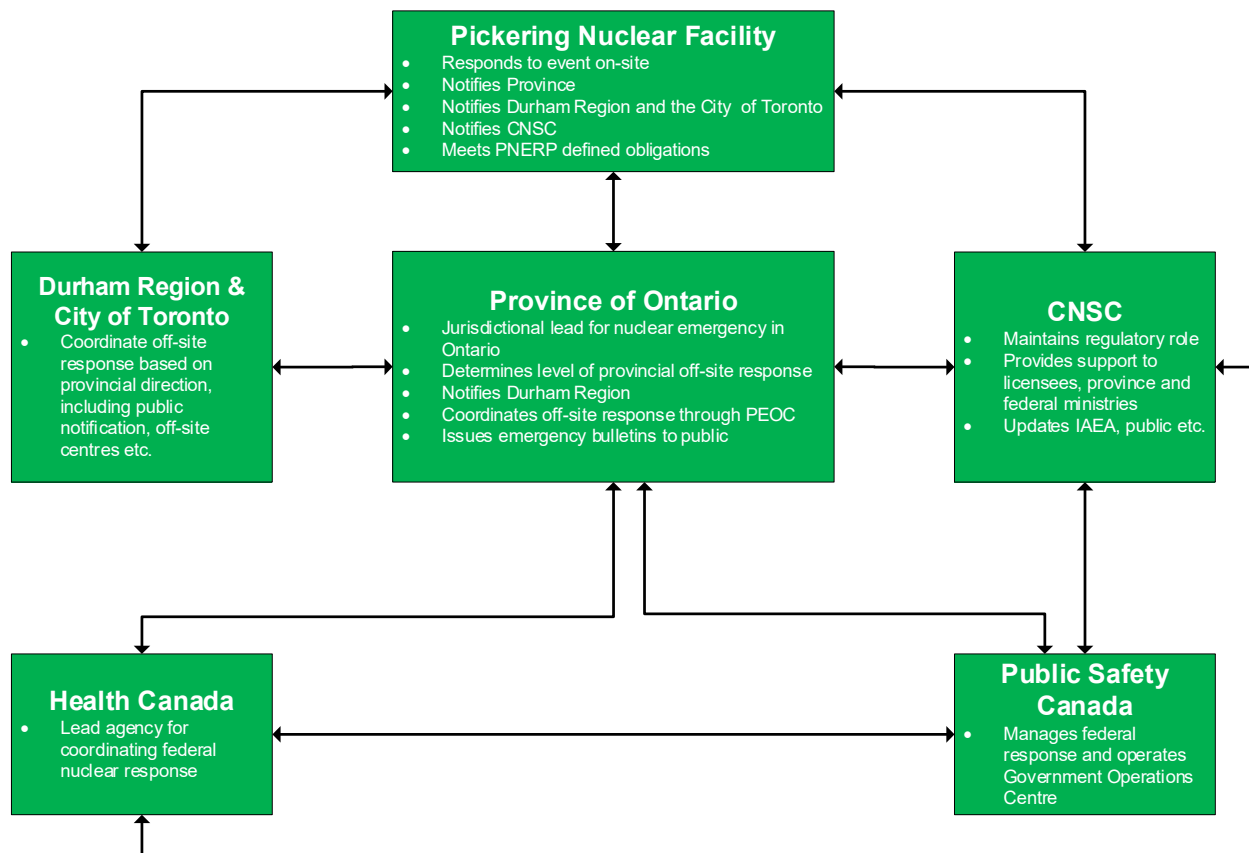 Pickering Nuclear Facility
• Responds to event on-site
• Notifies Province
• Notifies Durham Region and the City of Toronto
• Notifies CNSC
• Meets PNERP defined obligations
Durham Region &
City of Toronto
• Coordinate off-site
response based on
provincial direction,
including public
notification, off-site
centres etc.
Province of Ontario
• Jurisdictional lead for nuclear emergency in
Ontario
• Determines level of provincial off-site response
• Notifies Durham Region
• Coordinates off-site response through PEOC
• Issues emergency bulletins to public
CNSC
• Maintains regulatory role
• Provides support to
licensees, province and
federal ministries
• Updates IAEA, public etc.
Health Canada
• Lead agency for
coordinating federal
nuclear response
Public Safety
Canada
• Manages federal
response and operates
Government Operations
Centre